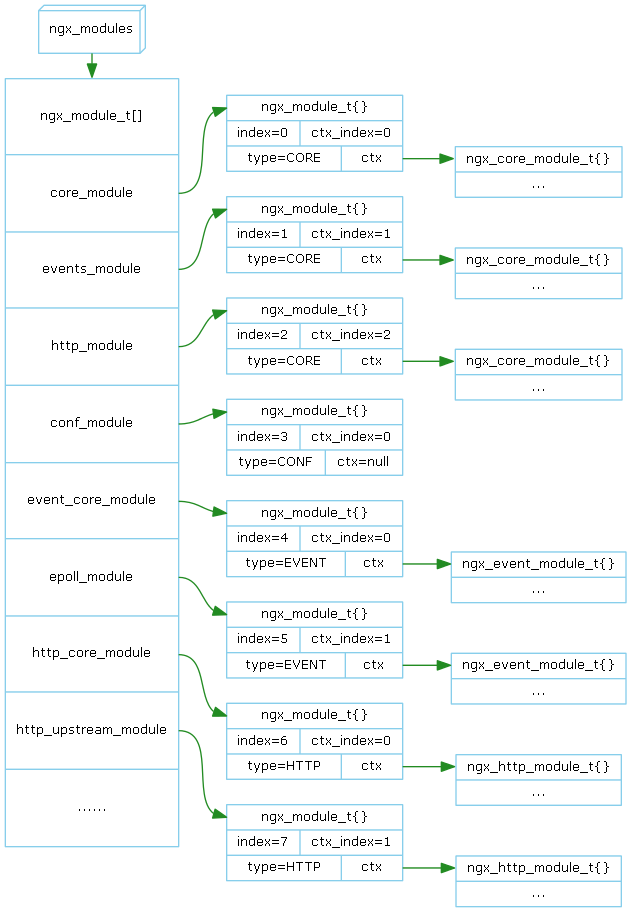 ngx_modules
ngx_module_t[]
core_module
events_module
http_module
conf_module
event_core_module
epoll_module
http_core_module
http_upstream_module
......
ngx_module_t{}
index=0 ctx_index=0
type=CORE ctx
ngx_core_module_t{}
...
ngx_module_t{}
index=1 ctx_index=1
type=CORE ctx
ngx_core_module_t{}
...
ngx_module_t{}
index=2 ctx_index=2
type=CORE ctx
ngx_core_module_t{}
...
ngx_module_t{}
index=3 ctx_index=0
type=CONF ctx=null
ngx_module_t{}
index=4 ctx_index=0
type=EVENT ctx
ngx_event_module_t{}
...
ngx_module_t{}
index=5 ctx_index=1
type=EVENT ctx
ngx_event_module_t{}
...
ngx_module_t{}
index=6 ctx_index=0
type=HTTP ctx
ngx_http_module_t{}
...
ngx_module_t{}
index=7 ctx_index=1
type=HTTP ctx
ngx_http_module_t{}
...